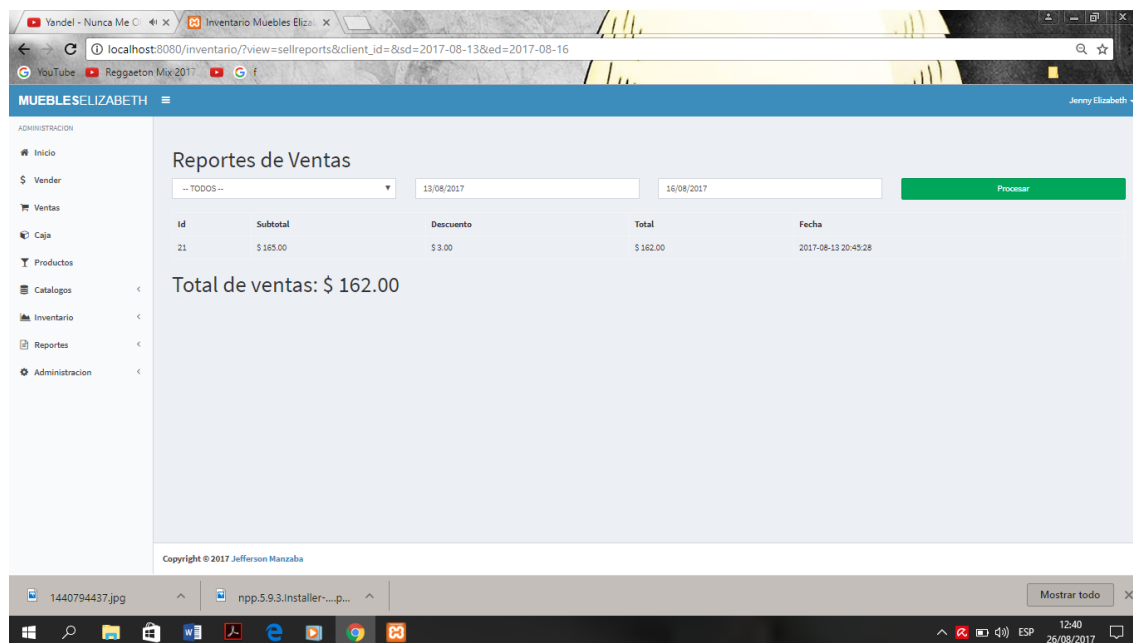 Yandel - Nunca Me Ol
Inventario Muebles Eliza
localhost:8080/inventario/?view=sellreports&client_id=&sd=2017-08-13&ed=2017-08-16
YouTube Reggaeton Mix 2017 f
MUEBLESELIZABETH
Jenny Elizabeth
ADMINISTRACION
Inicio
Vender
Ventas
Caja
Productos
Catalogos
Inventario
Reportes
Administracion
Reportes de Ventas
-- TODOS -- 13/08/2017 16/08/2017 Procesar
Id Subtotal Descuento Total Fecha
21 $ 165.00 $ 3.00 $ 162.00 2017-08-13 20:45:28
Total de ventas: $ 162.00
Copyright © 2017 Jefferson Manzaba
1440794437.jpg npp.5.9.3.Installer-....p... Mostrar todo
ESP 12:40
26/08/2017